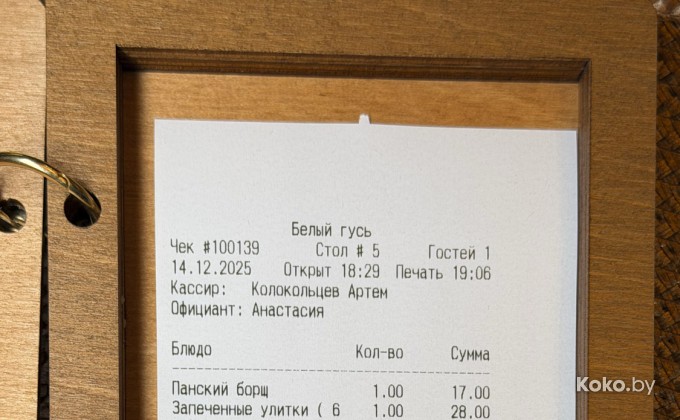 Белый гусь
Чек #100139 Стол # 5 Гостей 1
14.12.2025 Открыт 18:29 Печать 19:06
Кассир: Колокольцев Артем
Официант: Анастасия
Блюдо Кол-во Сумма
Панский борщ 1.00 17.00
Запеченные улитки ( 6 1.00 28.00
Koko.by